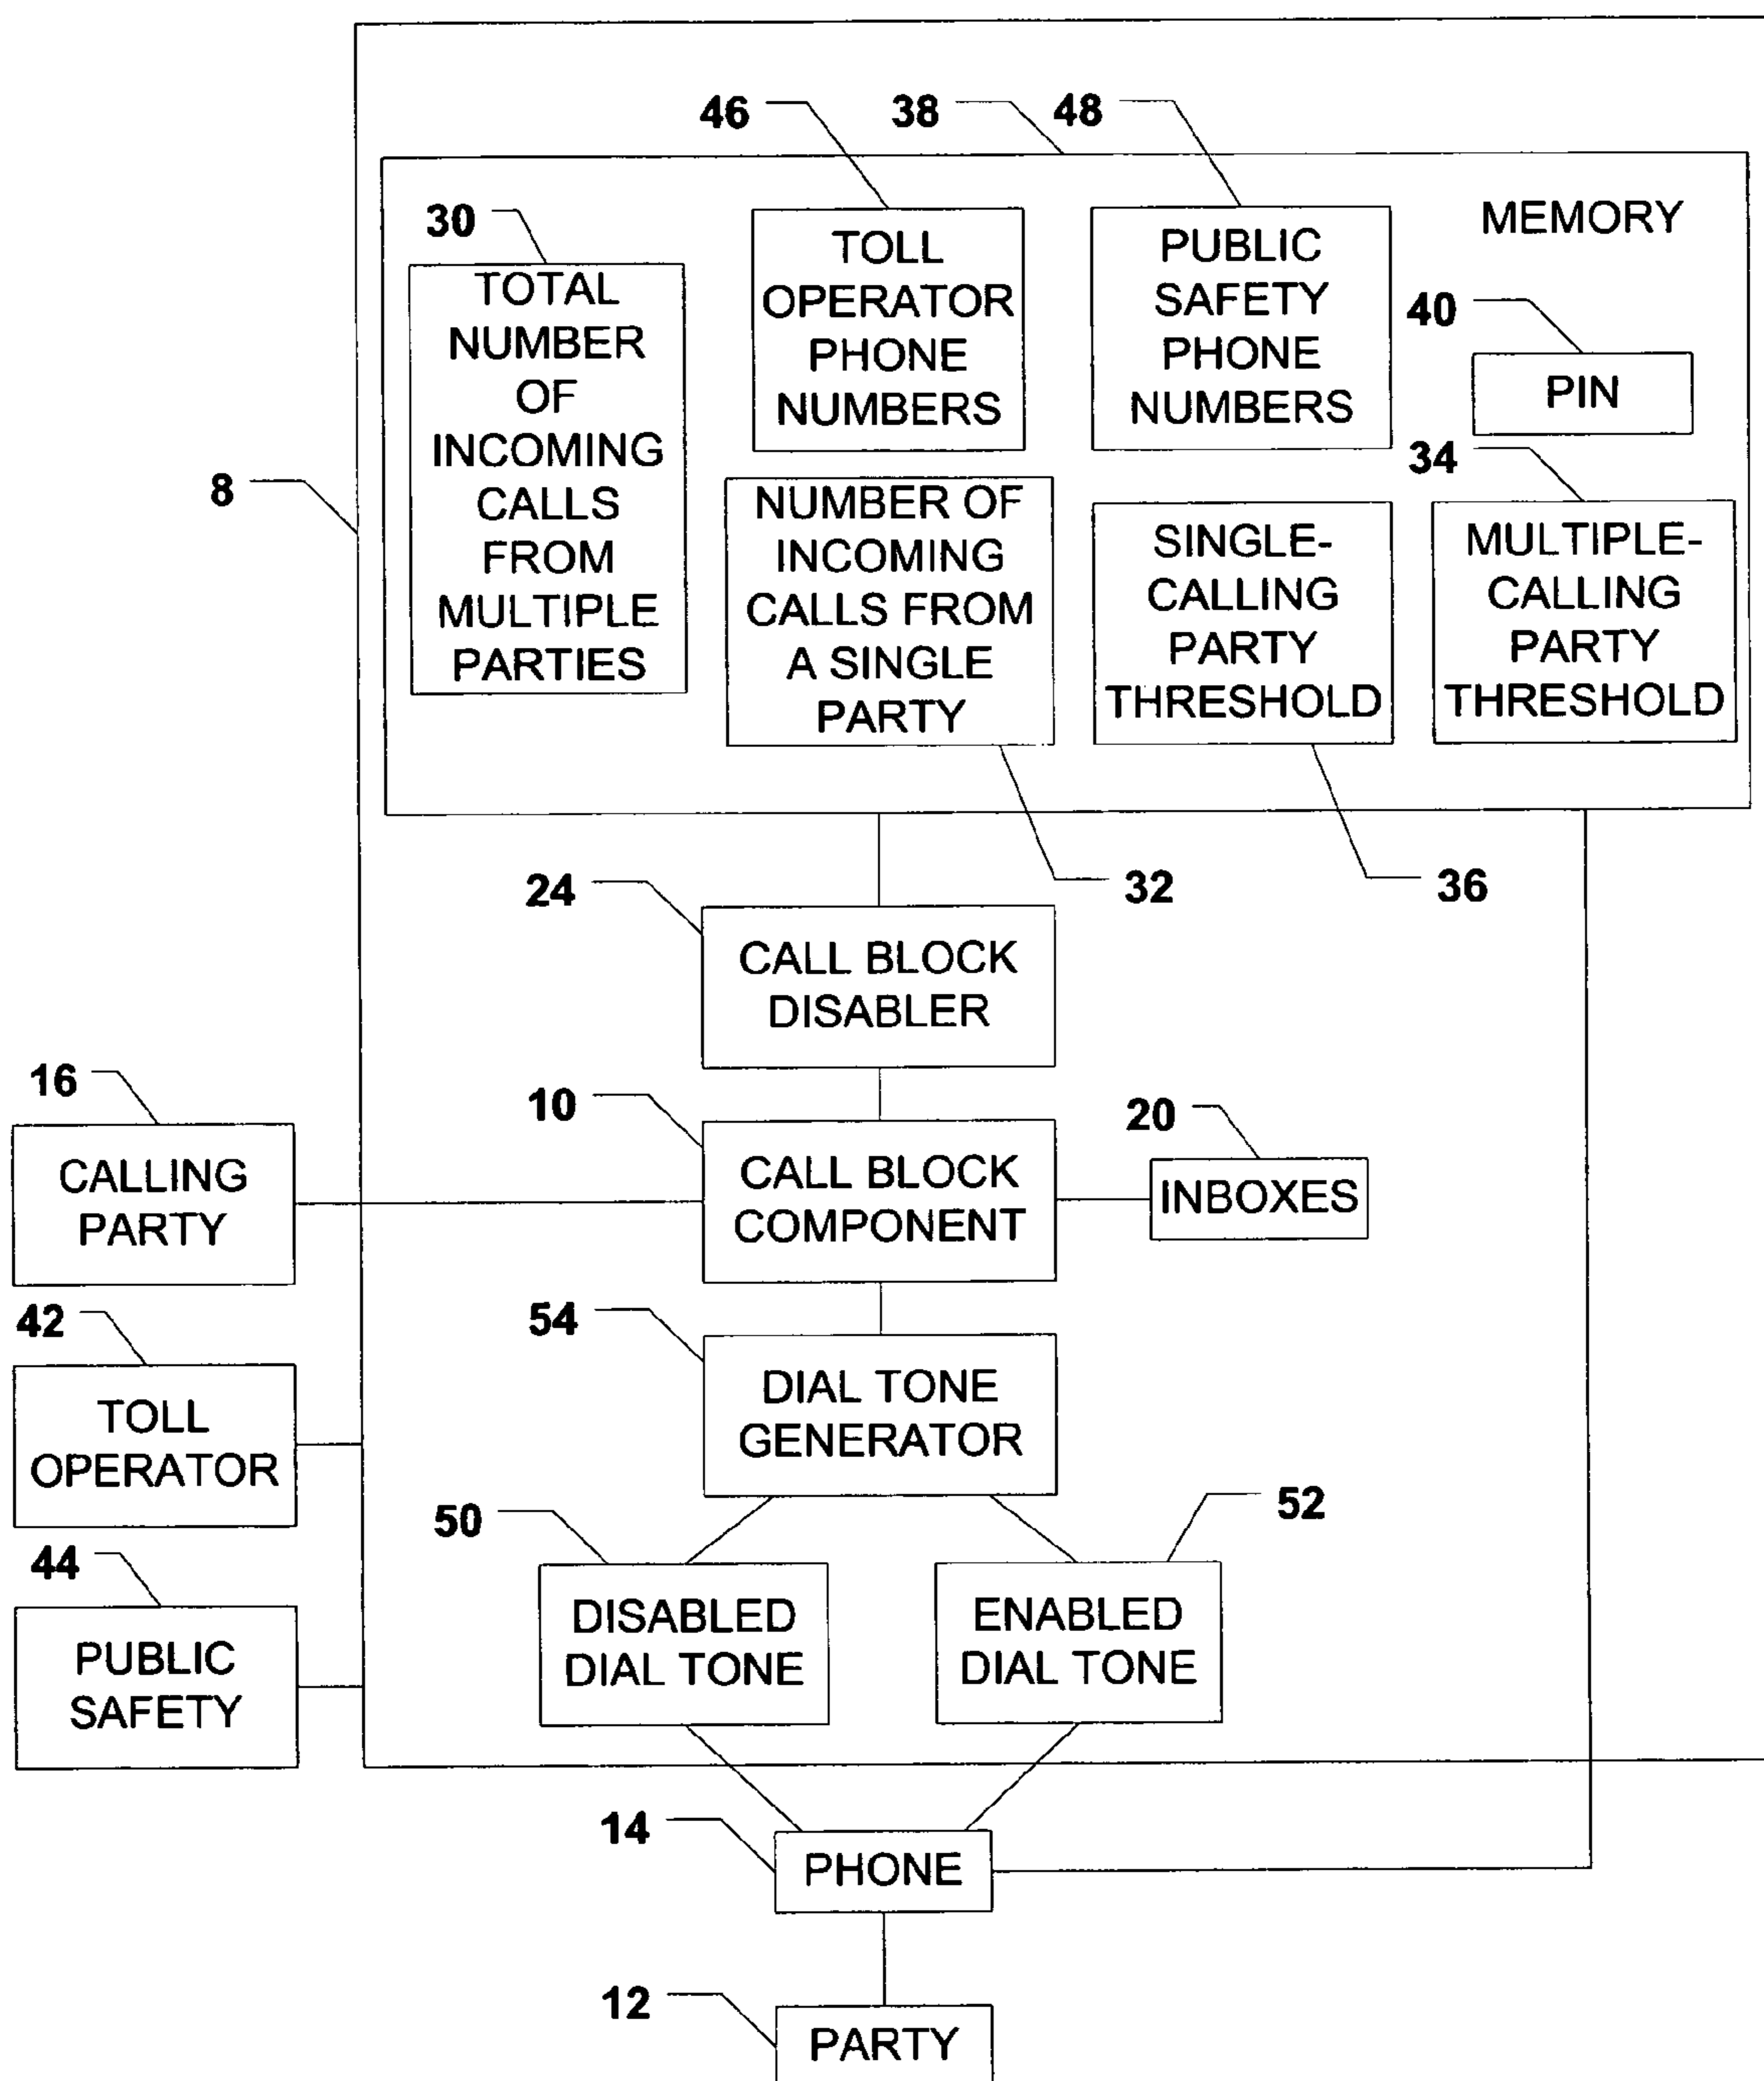 46
38
48
30
TOTAL
NUMBER
OF
INCOMING
CALLS
FROM
MULTIPLE
PARTIES
TOLL
OPERATOR
PHONE
NUMBERS
PUBLIC
SAFETY
PHONE
NUMBERS
MEMORY
40
PIN
8
NUMBER OF
INCOMING
CALLS FROM
A SINGLE
PARTY
SINGLE-
CALLING
PARTY
THRESHOLD
34
MULTIPLE-
CALLING
PARTY
THRESHOLD
32
36
24
CALL BLOCK
DISABLER
16
CALLING
PARTY
10
CALL BLOCK
COMPONENT
20
INBOXES
42
TOLL
OPERATOR
54
DIAL TONE
GENERATOR
44
PUBLIC
SAFETY
50
DISABLED
DIAL TONE
52
ENABLED
DIAL TONE
14
PHONE
12
PARTY